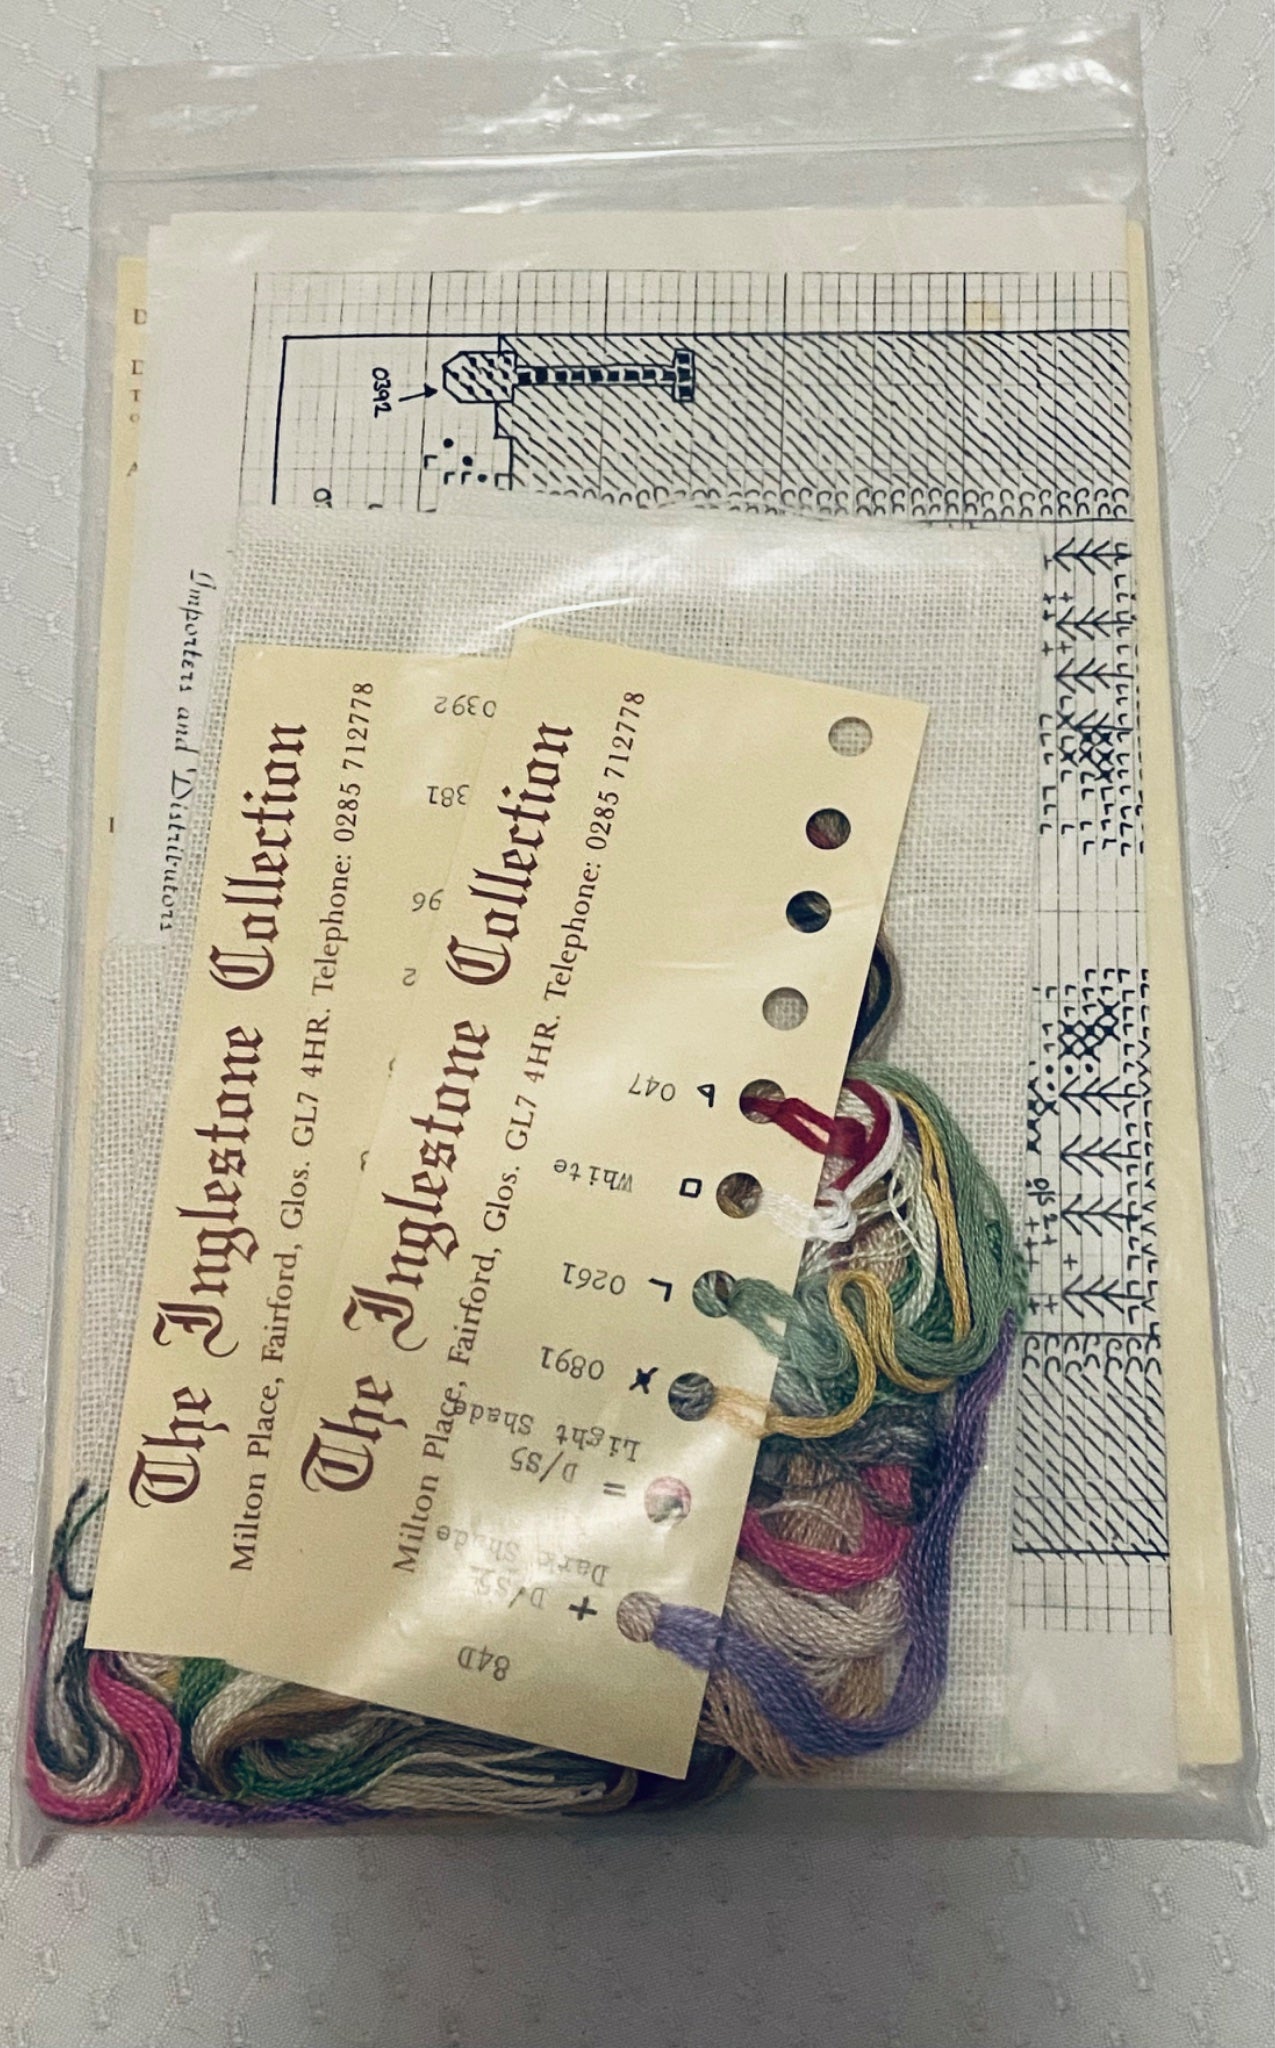 0392
Importers and Distributors
The Inglestone Collection
Milton Place, Fairford, Glos. GL7 4HR. Telephone: 0285 712778
0392
381
96
2
The Inglestone Collection
Milton Place, Fairford, Glos. GL7 4HR. Telephone: 0285 712778
047
White
0261
0891
D/S5 =
Light Shade
D/S5 +
Dark Shade
84D